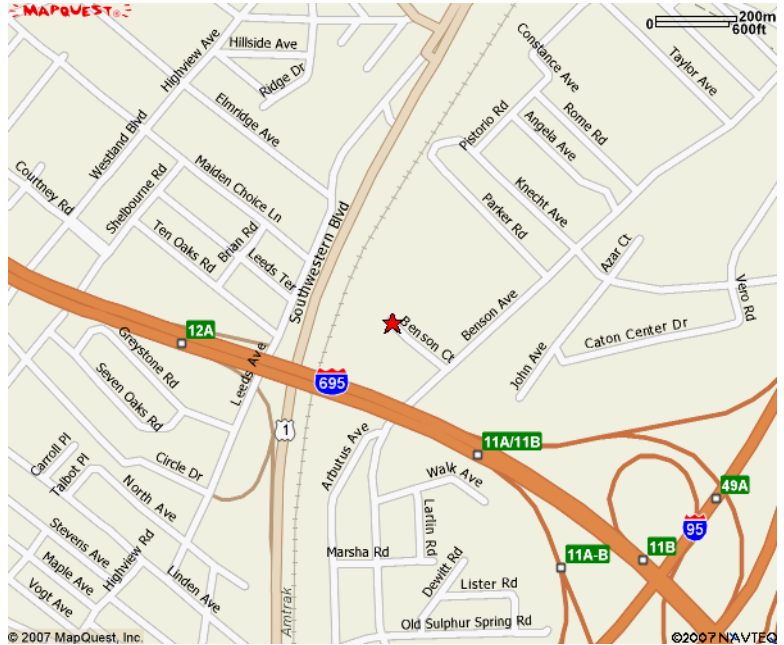 MAPQUEST®
0 200m
600ft
Hillside Ave
Highview Ave
Ridge Dr
Constance Ave
Taylor Ave
Elmridge Ave
Rome Rd
Pistorio Rd
Angela Ave
Westland Blvd
Courtney Rd
Shelbourne Rd
Maiden Choice Ln
Knecht Ave
Parker Rd
Southwestern Blvd
Ten Oaks Rd
Brian Rd
Leeds Ter
Azar Ct
Vero Rd
Benson Ave
12A
Benson Ct
Caton Center Dr
Greystone Rd
Seven Oaks Rd
Leeds Ave
695
John Ave
1
Arbutus Ave
11A/11B
Carroll Pl
Talbot Pl
Circle Dr
North Ave
Walk Ave
49A
Larlin Rd
95
Stevens Ave
Highview Rd
Marsha Rd
11A-B
11B
Maple Ave
Linden Ave
Dewitt Rd
Lister Rd
Vogt Ave
Amtrak
Old Sulphur Spring Rd
© 2007 MapQuest, Inc.
©2007 NAVTEQ